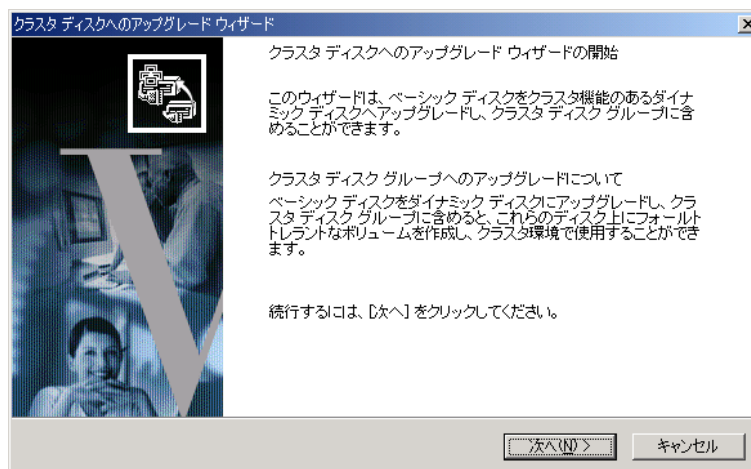 クラスタ ディスクへのアップグレード ウィザード
クラスタ ディスクへのアップグレード ウィザードの開始
このウィザードは、ベーシック ディスクをクラスタ機能のあるダイナ
ミック ディスクへアップグレードし、クラスタ ディスク グループに含
めることができます。
クラスタ ディスク グループへのアップグレードについて
ベーシック ディスクをダイナミック ディスクにアップグレードし、クラ
スタ ディスク グループに含めると、これらのディスク上にフォールト
トレラントなボリュームを作成し、クラスタ環境で使用することができ
ます。
続行するには、[次へ] をクリックしてください。
次へ(N) >
キャンセル